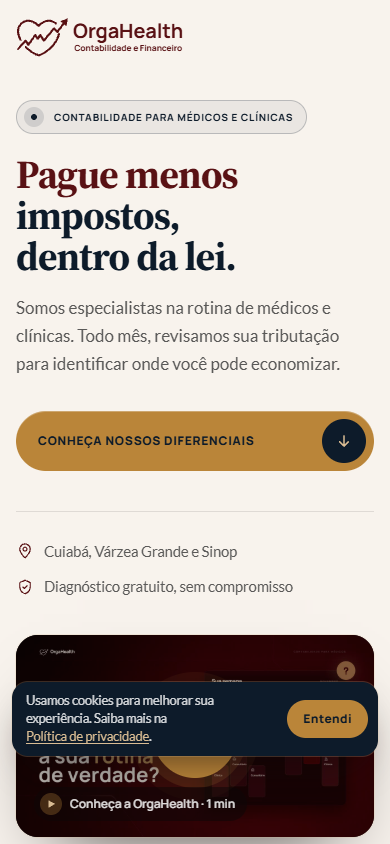 OrgaHealth
Contabilidade e Financeiro
CONTABILIDADE PARA MÉDICOS E CLÍNICAS
Pague menos
impostos,
dentro da lei.
Somos especialistas na rotina de médicos e
clínicas. Todo mês, revisamos sua tributação
para identificar onde você pode economizar.
CONHEÇA NOSSOS DIFERENCIAIS
Cuiabá, Várzea Grande e Sinop
Diagnóstico gratuito, sem compromisso
OrgaHealth
?
Usamos cookies para melhorar sua
experiência. Saiba mais na
Política de privacidade.
Entendi
a sua rotina
de verdade?
Conheça a OrgaHealth · 1 min